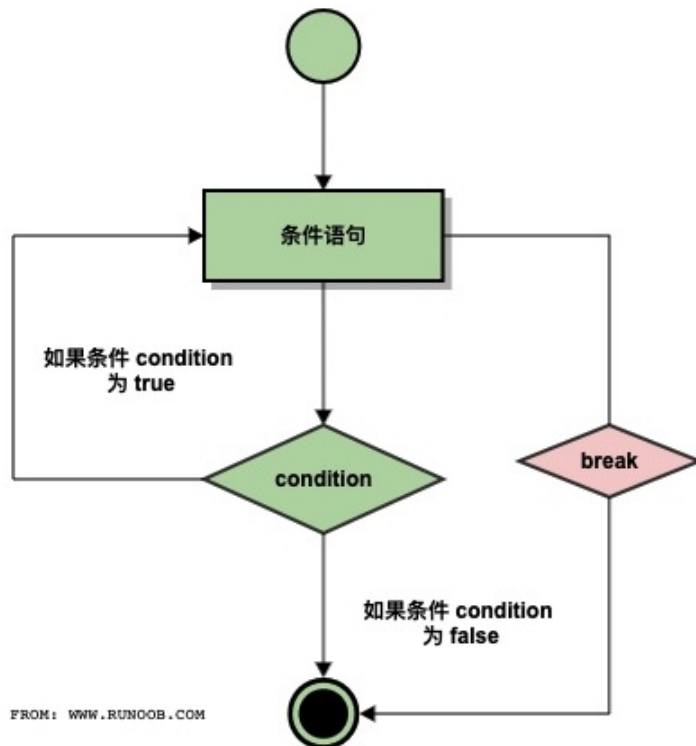 条件语句
如果条件 condition
为 true
condition
break
如果条件 condition
为 false
FROM: WWW.RUNOOB.COM